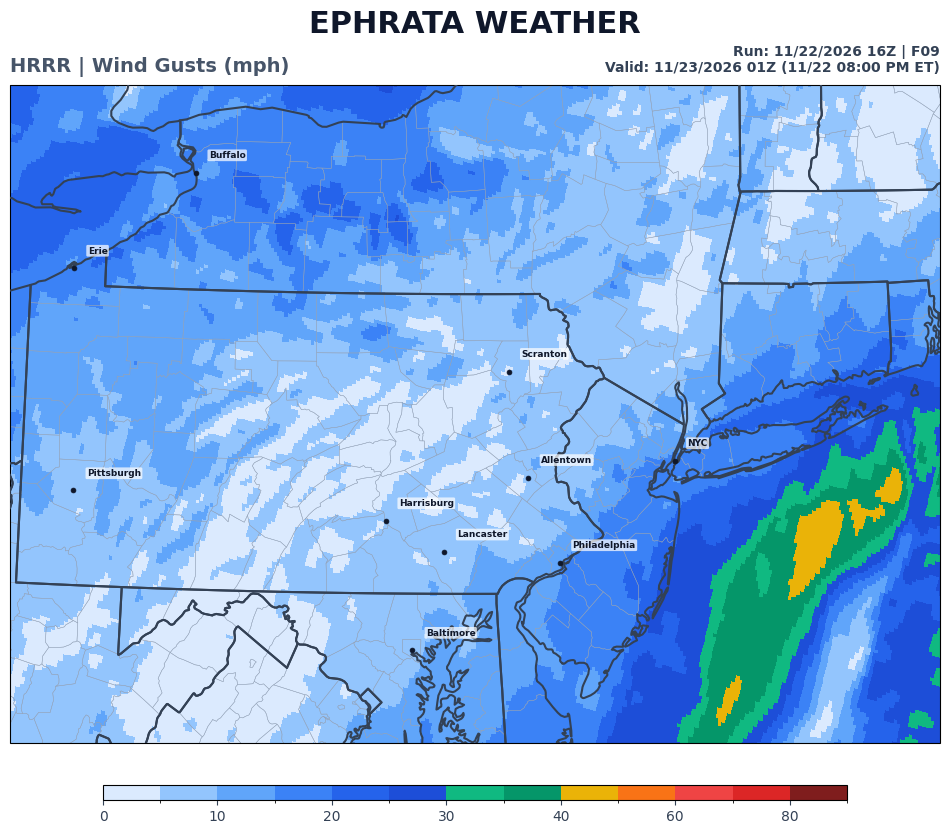 EPHRATA WEATHER
HRRR | Wind Gusts (mph)
Run: 11/22/2026 16Z | F09
Valid: 11/23/2026 01Z (11/22 08:00 PM ET)
Buffalo
Erie
Scranton
NYC
Allentown
Pittsburgh
Harrisburg
Lancaster
Philadelphia
Baltimore
0 10 20 30 40 50 60 70 80